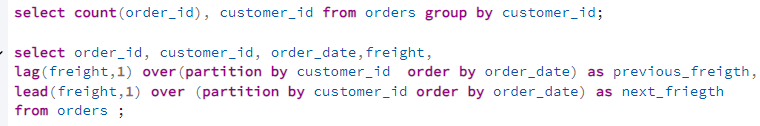 select count(order_id), customer_id from orders group by customer_id;
select order_id, customer_id, order_date,freight,
lag(freight,1) over(partition by customer_id  order by order_date) as previous_freigth,
lead(freight,1) over (partition by customer_id order by order_date) as next_friegth
from orders ;